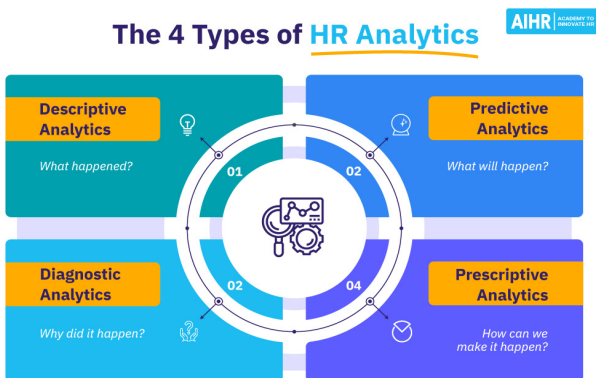 The 4 Types of HR Analytics
AIHR
ACADEMY TO
INNOVATE HR
Descriptive
Analytics
What happened?
01
Predictive
Analytics
What will happen?
02
Diagnostic
Analytics
Why did it happen?
02
Prescriptive
Analytics
How can we
make it happen?
04